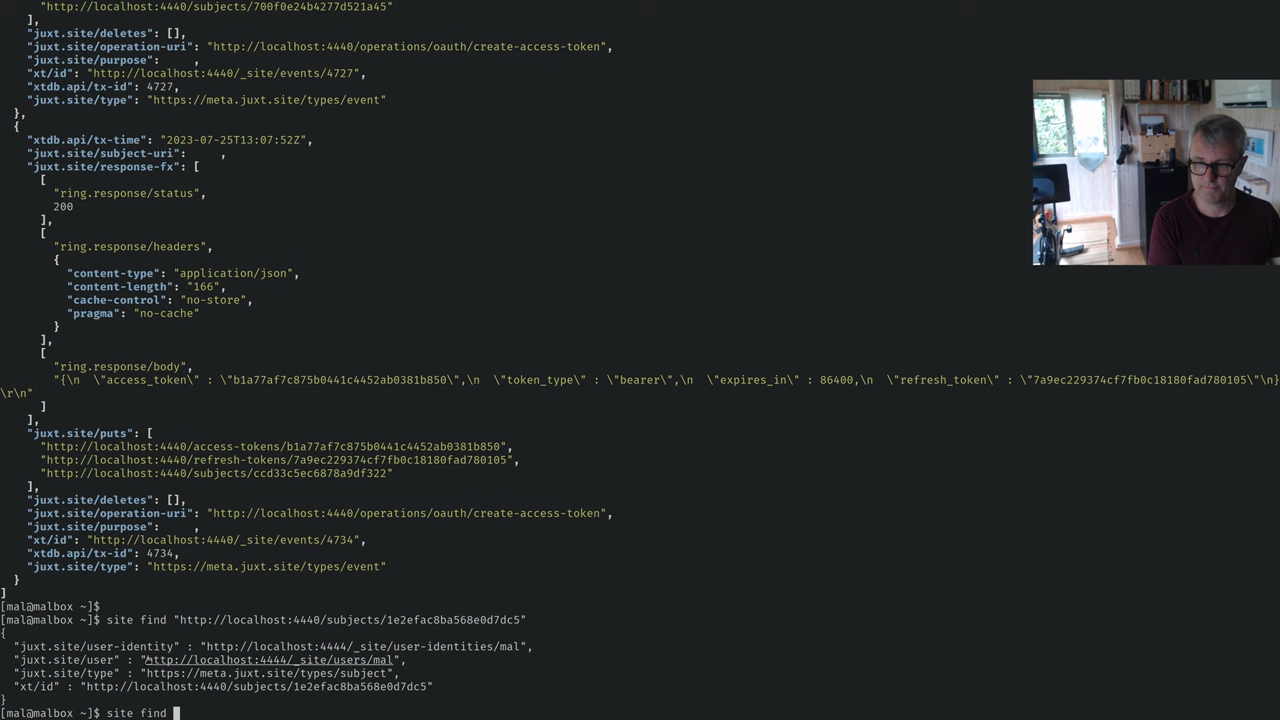 "http://localhost:4440/subjects/700f0e24b4277d521a45"
],
"juxt.site/deletes": [],
"juxt.site/operation-uri": "http://localhost:4440/operations/oauth/create-access-token",
"juxt.site/purpose":     ,
"xt/id": "http://localhost:4440/_site/events/4727",
"xtdb.api/tx-id": 4727,
"juxt.site/type": "https://meta.juxt.site/types/event"
},
{
"xtdb.api/tx-time": "2023-07-25T13:07:52Z",
"juxt.site/subject-uri":     ,
"juxt.site/response-fx": [
[
"ring.response/status",
200
],
[
"ring.response/headers",
{
"content-type": "application/json",
"content-length": "166",
"cache-control": "no-store",
"pragma": "no-cache"
}
],
[
"ring.response/body",
"{\n  \"access_token\" : \"b1a77af7c875b0441c4452ab0381b850\",\n  \"token_type\" : \"bearer\",\n  \"expires_in\" : 86400,\n  \"refresh_token\" : \"7a9ec229374cf7fb0c18180fad780105\"\n}
\r\n"
]
],
"juxt.site/puts": [
"http://localhost:4440/access-tokens/b1a77af7c875b0441c4452ab0381b850",
"http://localhost:4440/refresh-tokens/7a9ec229374cf7fb0c18180fad780105",
"http://localhost:4440/subjects/ccd33c5ec6878a9df322"
],
"juxt.site/deletes": [],
"juxt.site/operation-uri": "http://localhost:4440/operations/oauth/create-access-token",
"juxt.site/purpose":     ,
"xt/id": "http://localhost:4440/_site/events/4734",
"xtdb.api/tx-id": 4734,
"juxt.site/type": "https://meta.juxt.site/types/event"
}
]
[mal@malbox ~]$
[mal@malbox ~]$ site find "http://localhost:4440/subjects/1e2efac8ba568e0d7dc5"
{
"juxt.site/user-identity" : "http://localhost:4444/_site/user-identities/mal",
"juxt.site/user" : "http://localhost:4444/_site/users/mal",
"juxt.site/type" : "https://meta.juxt.site/types/subject",
"xt/id" : "http://localhost:4440/subjects/1e2efac8ba568e0d7dc5"
}
[mal@malbox ~]$ site find